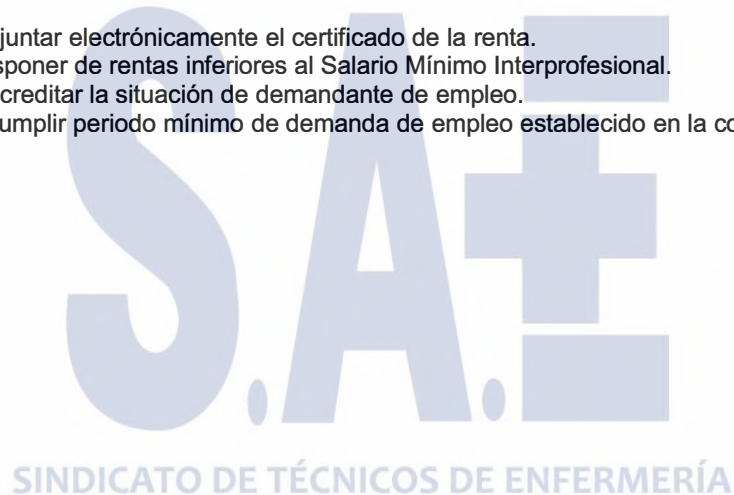 juntar electrónicamente el certificado de la renta.
sponer de rentas inferiores al Salario Mínimo Interprofesional.
creditar la situación de demandante de empleo.
umplir periodo mínimo de demanda de empleo establecido en la co
S.A.E
SINDICATO DE TÉCNICOS DE ENFERMERÍA